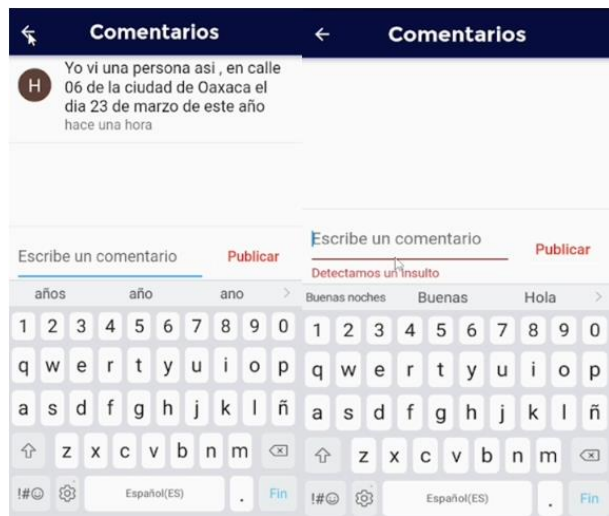 Comentarios
H
Yo vi una persona asi , en calle
06 de la ciudad de Oaxaca el
dia 23 de marzo de este año
hace una hora
Escribe un comentario
Publicar
años año ano >
1 2 3 4 5 6 7 8 9 0
q w e r t y u i o p
a s d f g h j k l ñ
z x c v b n m
!#☺ Español(ES) . Fin
Comentarios
Escribe un comentario
Publicar
Detectamos un insulto
Buenas noches Buenas Hola >
1 2 3 4 5 6 7 8 9 0
q w e r t y u i o p
a s d f g h j k l ñ
z x c v b n m
!#☺ Español(ES) . Fin